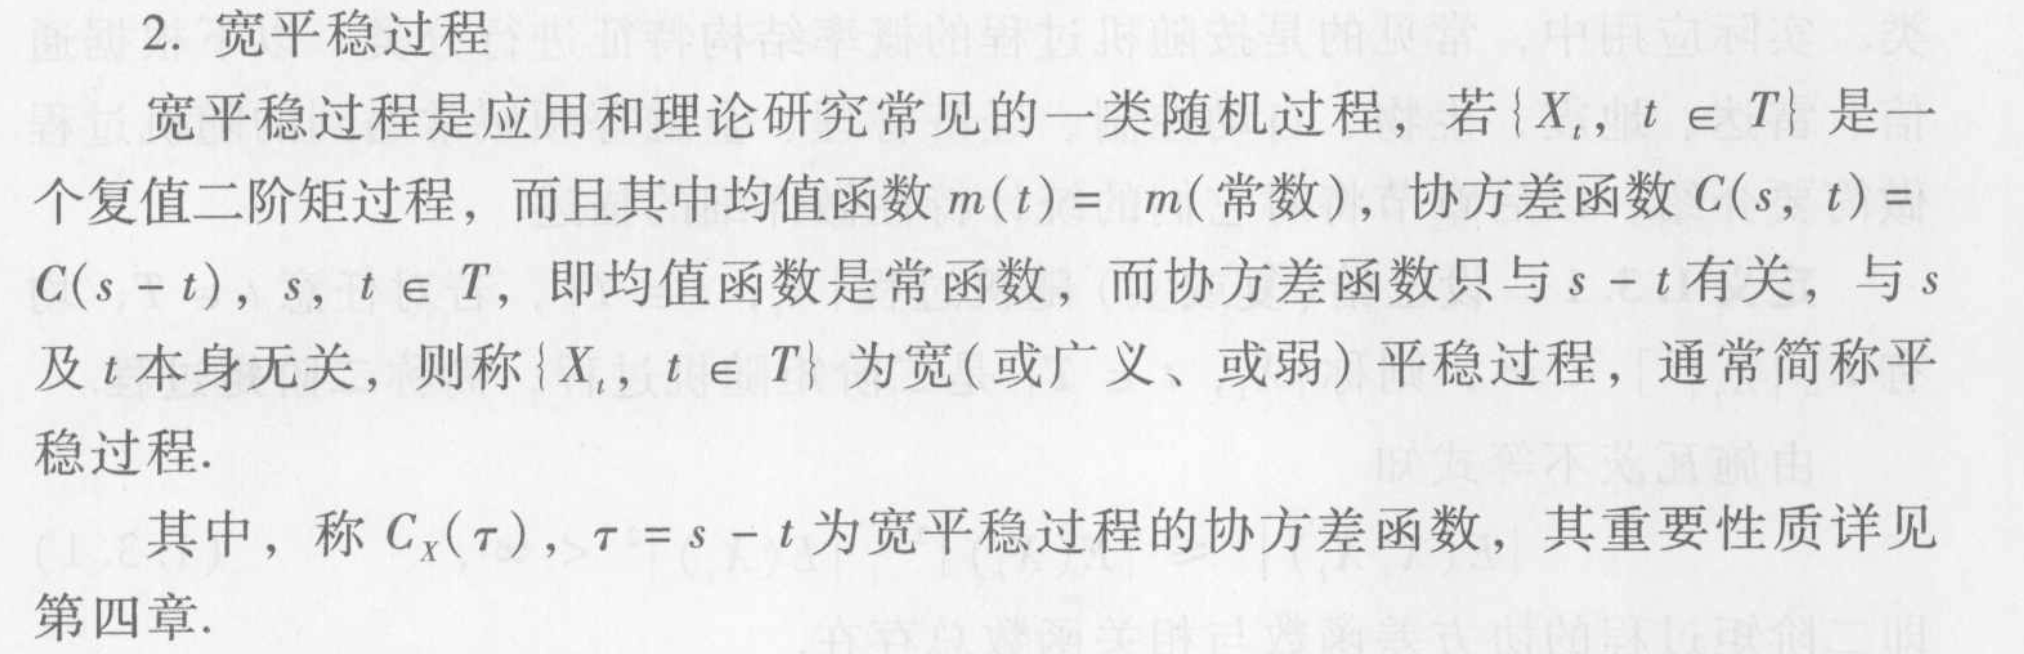 2. 宽平稳过程
宽平稳过程是应用和理论研究常见的一类随机过程，若{X_t, t ∈ T}是一
个复值二阶矩过程，而且其中均值函数 m(t) = m(常数)，协方差函数 C(s, t) =
C(s - t)，s, t ∈ T，即均值函数是常函数，而协方差函数只与 s - t 有关，与 s
及 t 本身无关，则称{X_t, t ∈ T}为宽(或广义、或弱)平稳过程，通常简称平
稳过程.
其中，称 C_X(τ)，τ = s - t 为宽平稳过程的协方差函数，其重要性质详见
第四章.